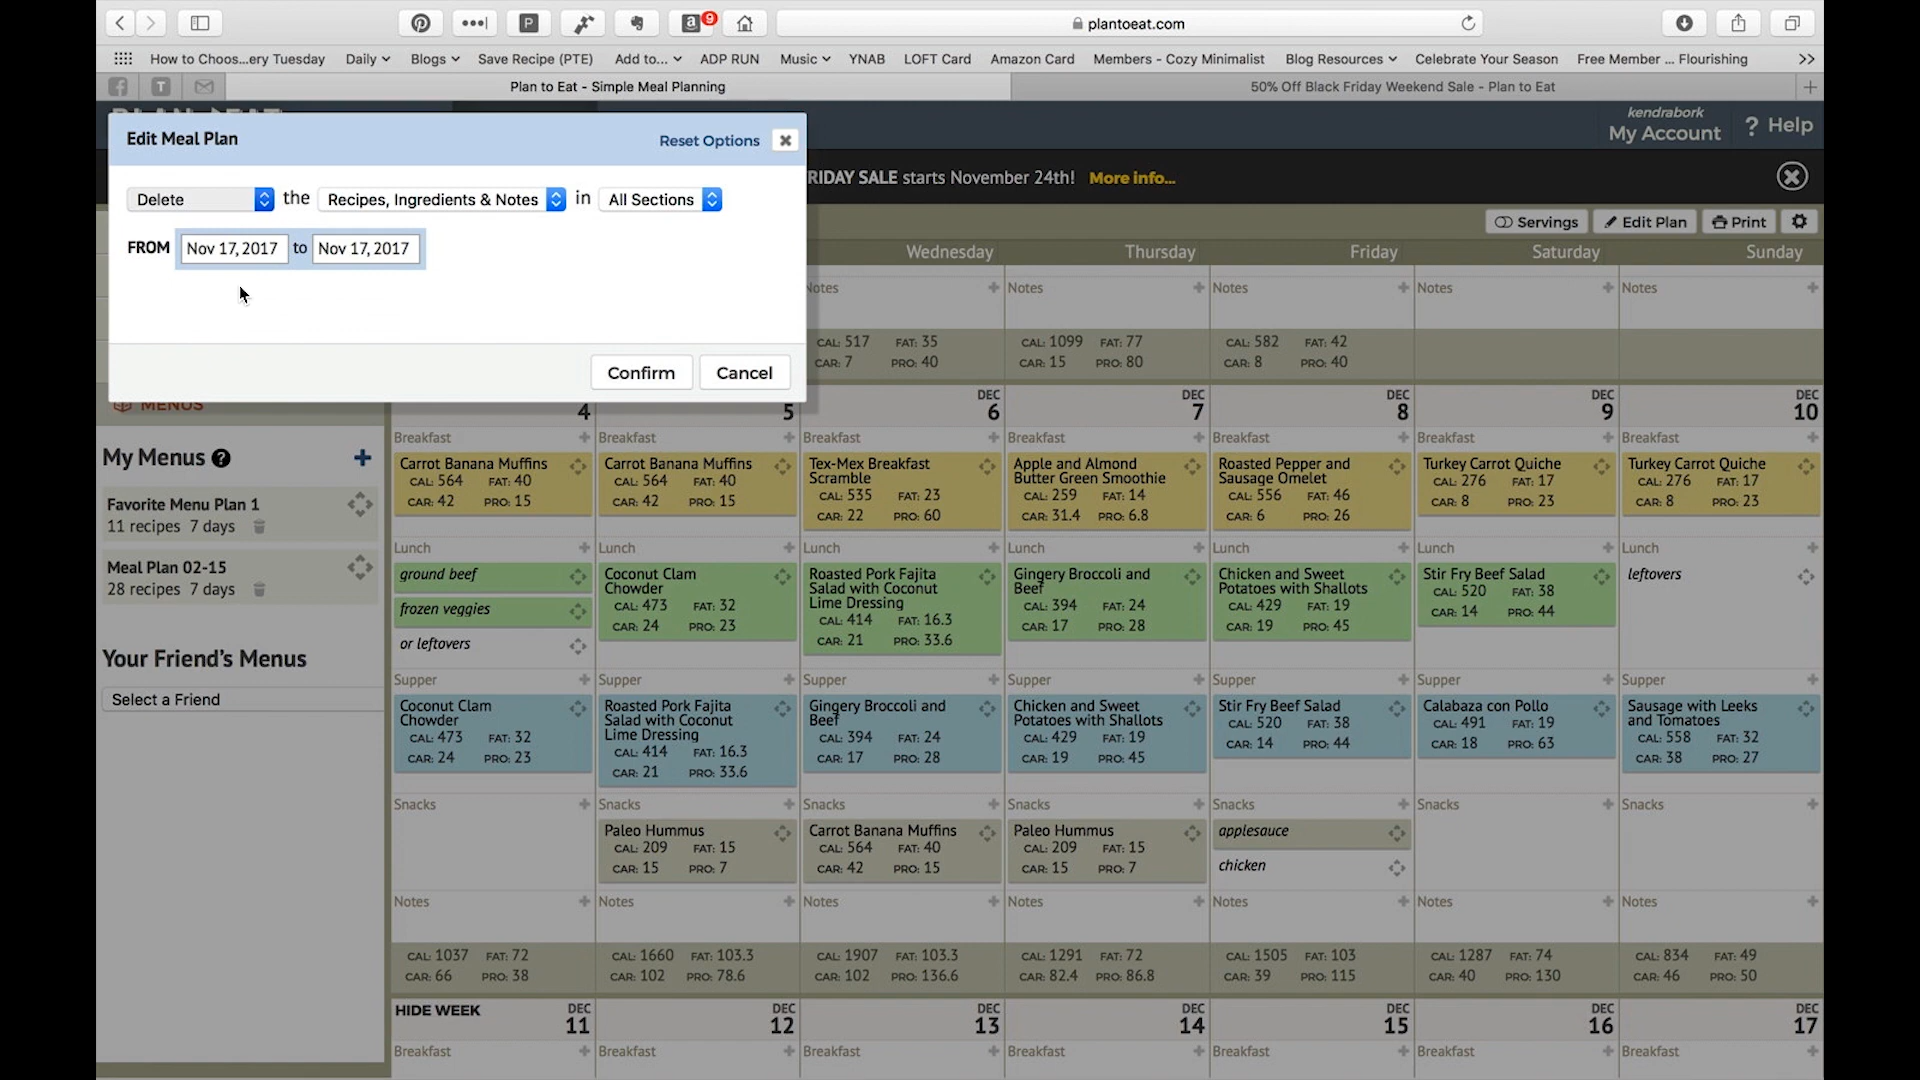 P
9
plantoeat.com
How to Choos...ery Tuesday Daily Blogs Save Recipe (PTE) Add to... ADP RUN Music YNAB LOFT Card Amazon Card Members - Cozy Minimalist Blog Resources Celebrate Your Season Free Member ... Flourishing
T Plan to Eat - Simple Meal Planning 50% Off Black Friday Weekend Sale - Plan to Eat
kendrabork
My Account ? Help
Edit Meal Plan Reset Options
RIDAY SALE starts November 24th! More info...
Delete the Recipes, Ingredients & Notes in All Sections
Servings Edit Plan Print
FROM Nov 17, 2017 to Nov 17, 2017
Wednesday Thursday Friday Saturday Sunday
Notes Notes Notes Notes Notes
CAL: 517 FAT: 35 CAL: 1099 FAT: 77 CAL: 582 FAT: 42
CAR: 7 PRO: 40 CAR: 15 PRO: 80 CAR: 8 PRO: 40
Confirm Cancel
MENUS
DEC DEC DEC DEC DEC
4 5 6 7 8 9 10
My Menus ?
Favorite Menu Plan 1
11 recipes 7 days
Meal Plan 02-15
28 recipes 7 days
Your Friend's Menus
Select a Friend
Breakfast Breakfast Breakfast Breakfast Breakfast Breakfast Breakfast
Carrot Banana Muffins
CAL: 564 FAT: 40
CAR: 42 PRO: 15
Carrot Banana Muffins
CAL: 564 FAT: 40
CAR: 42 PRO: 15
Tex-Mex Breakfast
Scramble
CAL: 535 FAT: 23
CAR: 22 PRO: 60
Apple and Almond
Butter Green Smoothie
CAL: 259 FAT: 14
CAR: 31.4 PRO: 6.8
Roasted Pepper and
Sausage Omelet
CAL: 556 FAT: 46
CAR: 6 PRO: 26
Turkey Carrot Quiche
CAL: 276 FAT: 17
CAR: 8 PRO: 23
Turkey Carrot Quiche
CAL: 276 FAT: 17
CAR: 8 PRO: 23
Lunch Lunch Lunch Lunch Lunch Lunch Lunch
ground beef
frozen veggies
or leftovers
Coconut Clam
Chowder
CAL: 473 FAT: 32
CAR: 24 PRO: 23
Roasted Pork Fajita
Salad with Coconut
Lime Dressing
CAL: 414 FAT: 16.3
CAR: 21 PRO: 33.6
Gingery Broccoli and
Beef
CAL: 394 FAT: 24
CAR: 17 PRO: 28
Chicken and Sweet
Potatoes with Shallots
CAL: 429 FAT: 19
CAR: 19 PRO: 45
Stir Fry Beef Salad
CAL: 520 FAT: 38
CAR: 14 PRO: 44
leftovers
Supper Supper Supper Supper Supper Supper Supper
Coconut Clam
Chowder
CAL: 473 FAT: 32
CAR: 24 PRO: 23
Roasted Pork Fajita
Salad with Coconut
Lime Dressing
CAL: 414 FAT: 16.3
CAR: 21 PRO: 33.6
Gingery Broccoli and
Beef
CAL: 394 FAT: 24
CAR: 17 PRO: 28
Chicken and Sweet
Potatoes with Shallots
CAL: 429 FAT: 19
CAR: 19 PRO: 45
Stir Fry Beef Salad
CAL: 520 FAT: 38
CAR: 14 PRO: 44
Calabaza con Pollo
CAL: 491 FAT: 19
CAR: 18 PRO: 63
Sausage with Leeks
and Tomatoes
CAL: 558 FAT: 32
CAR: 38 PRO: 27
Snacks Snacks Snacks Snacks Snacks Snacks Snacks
Paleo Hummus
CAL: 209 FAT: 15
CAR: 15 PRO: 7
Carrot Banana Muffins
CAL: 564 FAT: 40
CAR: 42 PRO: 15
Paleo Hummus
CAL: 209 FAT: 15
CAR: 15 PRO: 7
applesauce
chicken
Notes Notes Notes Notes Notes Notes Notes
CAL: 1037 FAT: 72 CAL: 1660 FAT: 103.3 CAL: 1907 FAT: 103.3 CAL: 1291 FAT: 72 CAL: 1505 FAT: 103 CAL: 1287 FAT: 74 CAL: 834 FAT: 49
CAR: 66 PRO: 38 CAR: 102 PRO: 78.6 CAR: 102 PRO: 136.6 CAR: 82.4 PRO: 86.8 CAR: 39 PRO: 115 CAR: 40 PRO: 130 CAR: 46 PRO: 50
HIDE WEEK DEC DEC DEC DEC DEC DEC DEC
11 12 13 14 15 16 17
Breakfast Breakfast Breakfast Breakfast Breakfast Breakfast Breakfast